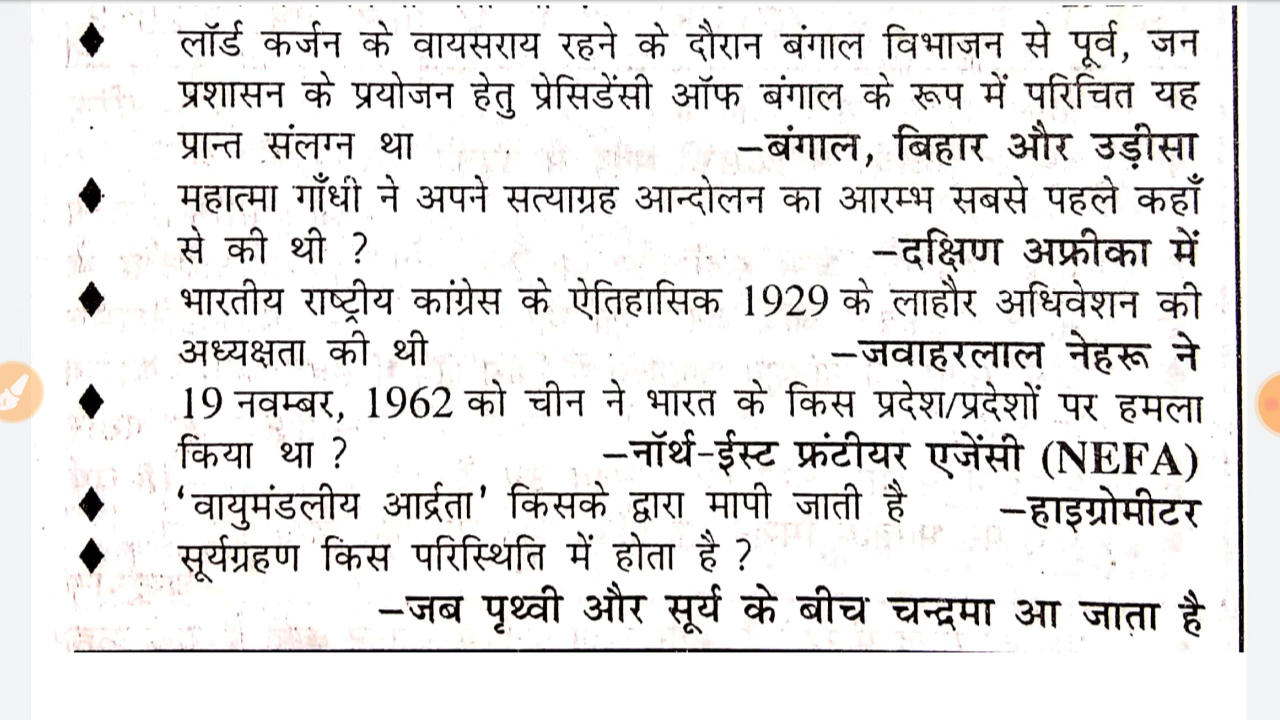 लॉर्ड कर्जन के वायसराय रहने के दौरान बंगाल विभाजन से पूर्व, जन
प्रशासन के प्रयोजन हेतु प्रेसिडेंसी ऑफ बंगाल के रूप में परिचित यह
प्रान्त संलग्न था –बंगाल, बिहार और उड़ीसा
महात्मा गाँधी ने अपने सत्याग्रह आन्दोलन का आरम्भ सबसे पहले कहाँ
से की थी ? –दक्षिण अफ्रीका में
भारतीय राष्ट्रीय कांग्रेस के ऐतिहासिक 1929 के लाहौर अधिवेशन की
अध्यक्षता की थी –जवाहरलाल नेहरू ने
19 नवम्बर, 1962 को चीन ने भारत के किस प्रदेश/प्रदेशों पर हमला
किया था ? –नॉर्थ-ईस्ट फ्रंटीयर एजेंसी (NEFA)
'वायुमंडलीय आर्द्रता' किसके द्वारा मापी जाती है –हाइग्रोमीटर
सूर्यग्रहण किस परिस्थिति में होता है ?
–जब पृथ्वी और सूर्य के बीच चन्द्रमा आ जाता है